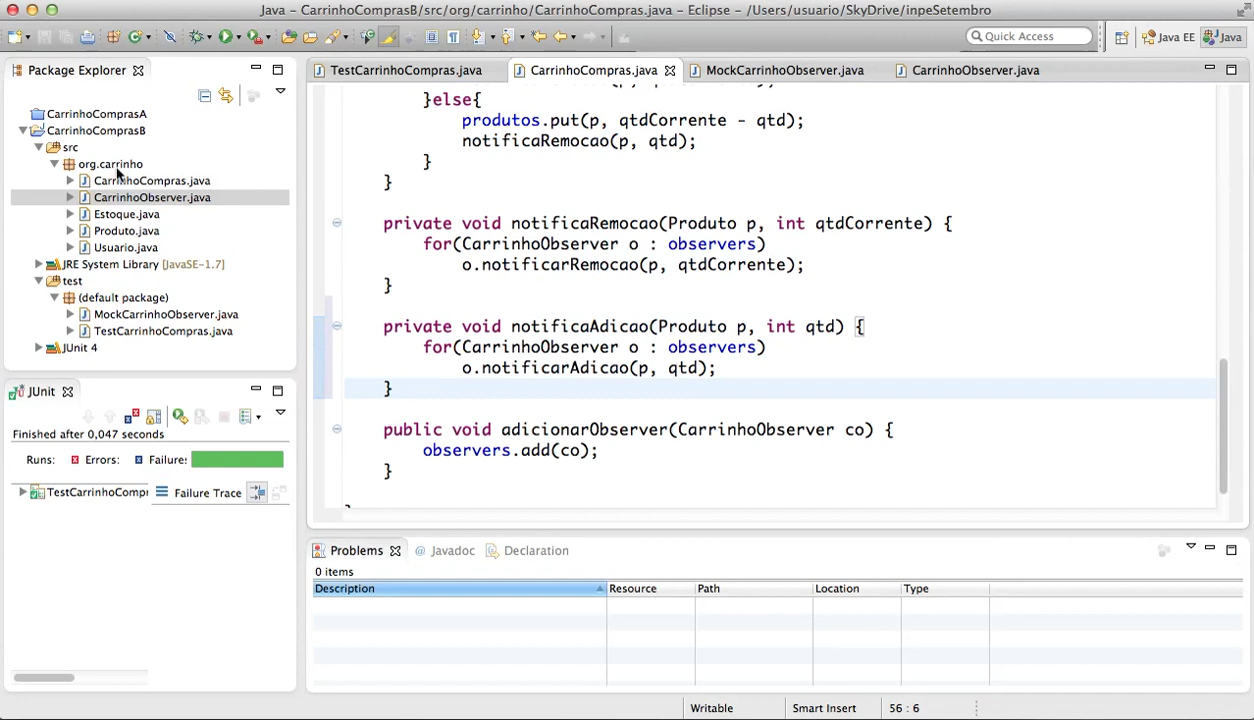 Java – CarrinhoComprasB/src/org/carrinho/CarrinhoCompras.java – Eclipse – /Users/usuario/SkyDrive/inpeSetembro
Quick Access
Java EE
Java
Package Explorer
TestCarrinhoCompras.java
CarrinhoCompras.java
MockCarrinhoObserver.java
CarrinhoObserver.java
CarrinhoComprasA
CarrinhoComprasB
src
org.carrinho
CarrinhoCompras.java
CarrinhoObserver.java
Estoque.java
Produto.java
Usuario.java
JRE System Library [JavaSE-1.7]
test
(default package)
MockCarrinhoObserver.java
TestCarrinhoCompras.java
JUnit 4
}else{
produtos.put(p, qtdCorrente - qtd);
notificaRemocao(p, qtd);
}
}
private void notificaRemocao(Produto p, int qtdCorrente) {
for(CarrinhoObserver o : observers)
o.notificarRemocao(p, qtdCorrente);
}
private void notificaAdicao(Produto p, int qtd) {
for(CarrinhoObserver o : observers)
o.notificarAdicao(p, qtd);
}
public void adicionarObserver(CarrinhoObserver co) {
observers.add(co);
}
JUnit
Finished after 0,047 seconds
Runs: Errors: Failure:
TestCarrinhoCompr
Failure Trace
Problems
@ Javadoc
Declaration
0 items
Description Resource Path Location Type
Writable
Smart Insert
56 : 6